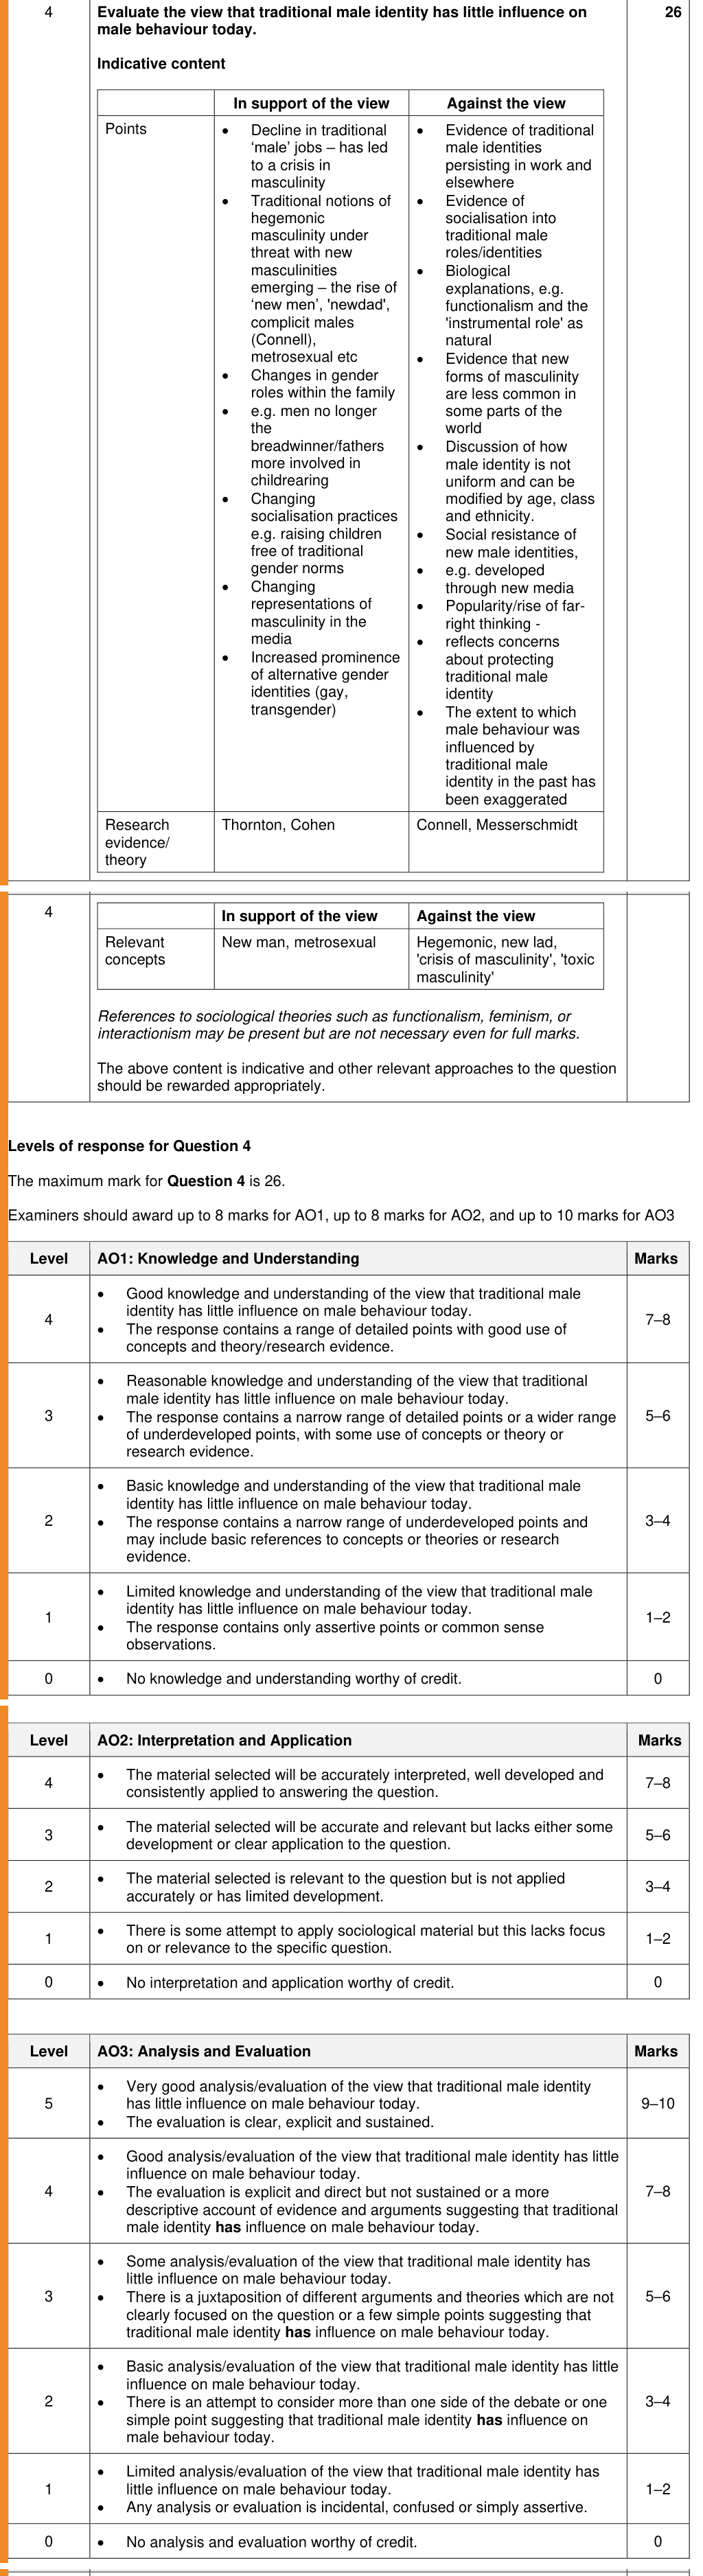 4
Evaluate the view that traditional male identity has little influence on
male behaviour today.
26
Indicative content
In support of the view
Against the view
Points
• Decline in traditional
‘male’ jobs – has led
to a crisis in
masculinity
• Traditional notions of
hegemonic
masculinity under
threat with new
masculinities
emerging – the rise of
‘new men’, 'newdad',
complicit males
(Connell),
metrosexual etc
• Changes in gender
roles within the family
• e.g. men no longer
the
breadwinner/fathers
more involved in
childrearing
• Changing
socialisation practices
e.g. raising children
free of traditional
gender norms
• Changing
representations of
masculinity in the
media
• Increased prominence
of alternative gender
identities (gay,
transgender)
• Evidence of traditional
male identities
persisting in work and
elsewhere
• Evidence of
socialisation into
traditional male
roles/identities
• Biological
explanations, e.g.
functionalism and the
'instrumental role' as
natural
• Evidence that new
forms of masculinity
are less common in
some parts of the
world
• Discussion of how
male identity is not
uniform and can be
modified by age, class
and ethnicity.
• Social resistance of
new male identities,
• e.g. developed
through new media
• Popularity/rise of far-
right thinking -
• reflects concerns
about protecting
traditional male
identity
• The extent to which
male behaviour was
influenced by
traditional male
identity in the past has
been exaggerated
Research
evidence/
theory
Thornton, Cohen
Connell, Messerschmidt
4
In support of the view
Against the view
Relevant
concepts
New man, metrosexual
Hegemonic, new lad,
'crisis of masculinity', 'toxic
masculinity'
References to sociological theories such as functionalism, feminism, or
interactionism may be present but are not necessary even for full marks.
The above content is indicative and other relevant approaches to the question
should be rewarded appropriately.
Levels of response for Question 4
The maximum mark for Question 4 is 26.
Examiners should award up to 8 marks for AO1, up to 8 marks for AO2, and up to 10 marks for AO3
Level
AO1: Knowledge and Understanding
Marks
4
• Good knowledge and understanding of the view that traditional male
identity has little influence on male behaviour today.
• The response contains a range of detailed points with good use of
concepts and theory/research evidence.
7–8
3
• Reasonable knowledge and understanding of the view that traditional
male identity has little influence on male behaviour today.
• The response contains a narrow range of detailed points or a wider range
of underdeveloped points, with some use of concepts or theory or
research evidence.
5–6
2
• Basic knowledge and understanding of the view that traditional male
identity has little influence on male behaviour today.
• The response contains a narrow range of underdeveloped points and
may include basic references to concepts or theories or research
evidence.
3–4
1
• Limited knowledge and understanding of the view that traditional male
identity has little influence on male behaviour today.
• The response contains only assertive points or common sense
observations.
1–2
0
• No knowledge and understanding worthy of credit.
0
Level
AO2: Interpretation and Application
Marks
4
• The material selected will be accurately interpreted, well developed and
consistently applied to answering the question.
7–8
3
• The material selected will be accurate and relevant but lacks either some
development or clear application to the question.
5–6
2
• The material selected is relevant to the question but is not applied
accurately or has limited development.
3–4
1
• There is some attempt to apply sociological material but this lacks focus
on or relevance to the specific question.
1–2
0
• No interpretation and application worthy of credit.
0
Level
AO3: Analysis and Evaluation
Marks
5
• Very good analysis/evaluation of the view that traditional male identity
has little influence on male behaviour today.
• The evaluation is clear, explicit and sustained.
9–10
4
• Good analysis/evaluation of the view that traditional male identity has little
influence on male behaviour today.
• The evaluation is explicit and direct but not sustained or a more
descriptive account of evidence and arguments suggesting that traditional
male identity has influence on male behaviour today.
7–8
3
• Some analysis/evaluation of the view that traditional male identity has
little influence on male behaviour today.
• There is a juxtaposition of different arguments and theories which are not
clearly focused on the question or a few simple points suggesting that
traditional male identity has influence on male behaviour today.
5–6
2
• Basic analysis/evaluation of the view that traditional male identity has little
influence on male behaviour today.
• There is an attempt to consider more than one side of the debate or one
simple point suggesting that traditional male identity has influence on
male behaviour today.
3–4
1
• Limited analysis/evaluation of the view that traditional male identity has
little influence on male behaviour today.
• Any analysis or evaluation is incidental, confused or simply assertive.
1–2
0
• No analysis and evaluation worthy of credit.
0